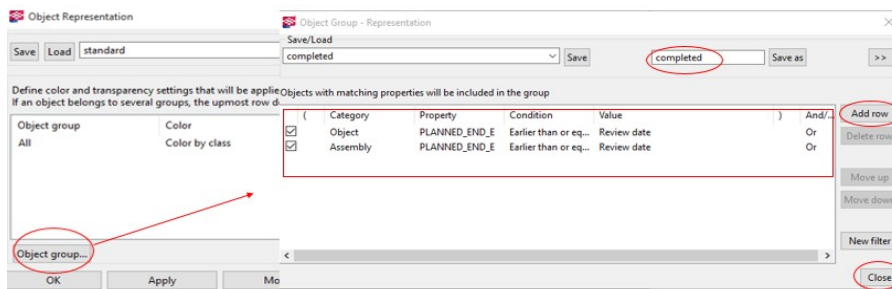 Object Representation
Save Load standard
Define color and transparency settings that will be applie
If an object belongs to several groups, the upmost row d
Object group Color
All Color by class
Object group...
OK Apply Mo
Object Group - Representation
Save/Load
completed Save completed Save as >>
Objects with matching properties will be included in the group
( Category Property Condition Value ) And/...
Object PLANNED_END_E Earlier than or eq... Review date Or
Assembly PLANNED_END_E Earlier than or eq... Review date Or
Add row
Delete row
Move up
Move down
New filter
Close